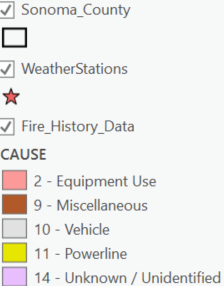 Sonoma_County
WeatherStations
Fire_History_Data
CAUSE
2 - Equipment Use
9 - Miscellaneous
10 - Vehicle
11 - Powerline
14 - Unknown / Unidentified